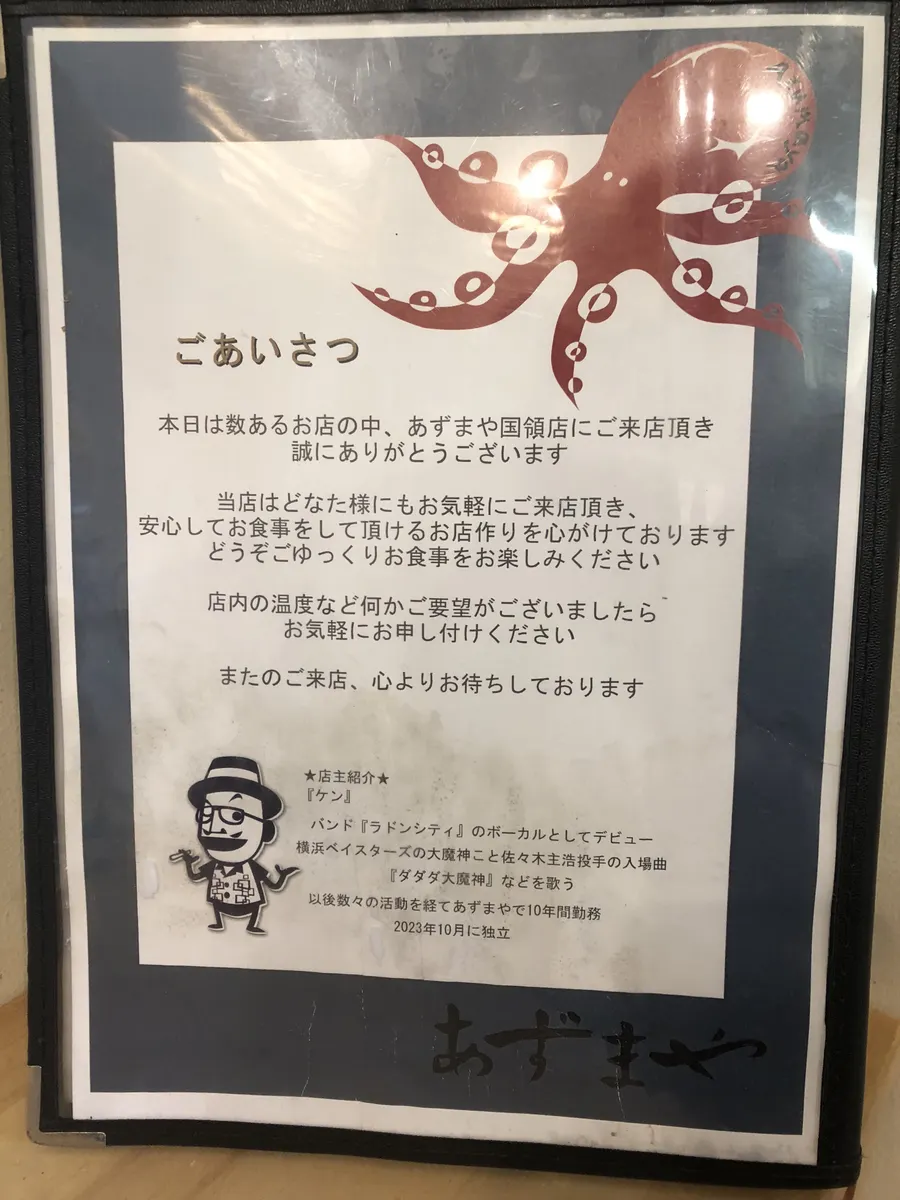 ごあいさつ
本日は数あるお店の中、あずまや国領店にご来店頂き
誠にありがとうございます
当店はどなた様にもお気軽にご来店頂き、
安心してお食事をして頂けるお店作りを心がけております
どうぞごゆっくりお食事をお楽しみください
店内の温度など何かご要望がございましたら
お気軽にお申し付けください
またのご来店、心よりお待ちしております
★店主紹介★
『ケン』
バンド『ラドンシティ』のボーカルとしてデビュー
横浜ベイスターズの大魔神こと佐々木主浩投手の入場曲
『ダダダ大魔神』などを歌う
以後数々の活動を経てあずまやで10年間勤務
2023年10月に独立
あずまや